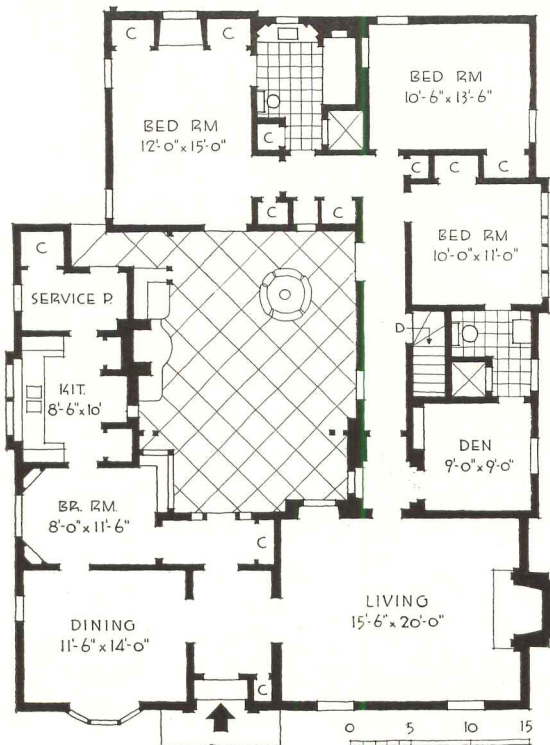 C
C
BED RM
12'-0" x 15'-0"
C
BED RM
10'-6" x 13'-6"
C
C
C
C
C
BED RM
10'-0" x 11'-0"
C
SERVICE P.
D
KIT.
8'-6" x 10'
DEN
9'-0" x 9'-0"
BR. RM.
8'-0" x 11'-6"
C
DINING
11'-6" x 14'-0"
LIVING
15'-6" x 20'-0"
C
0 5 10 15